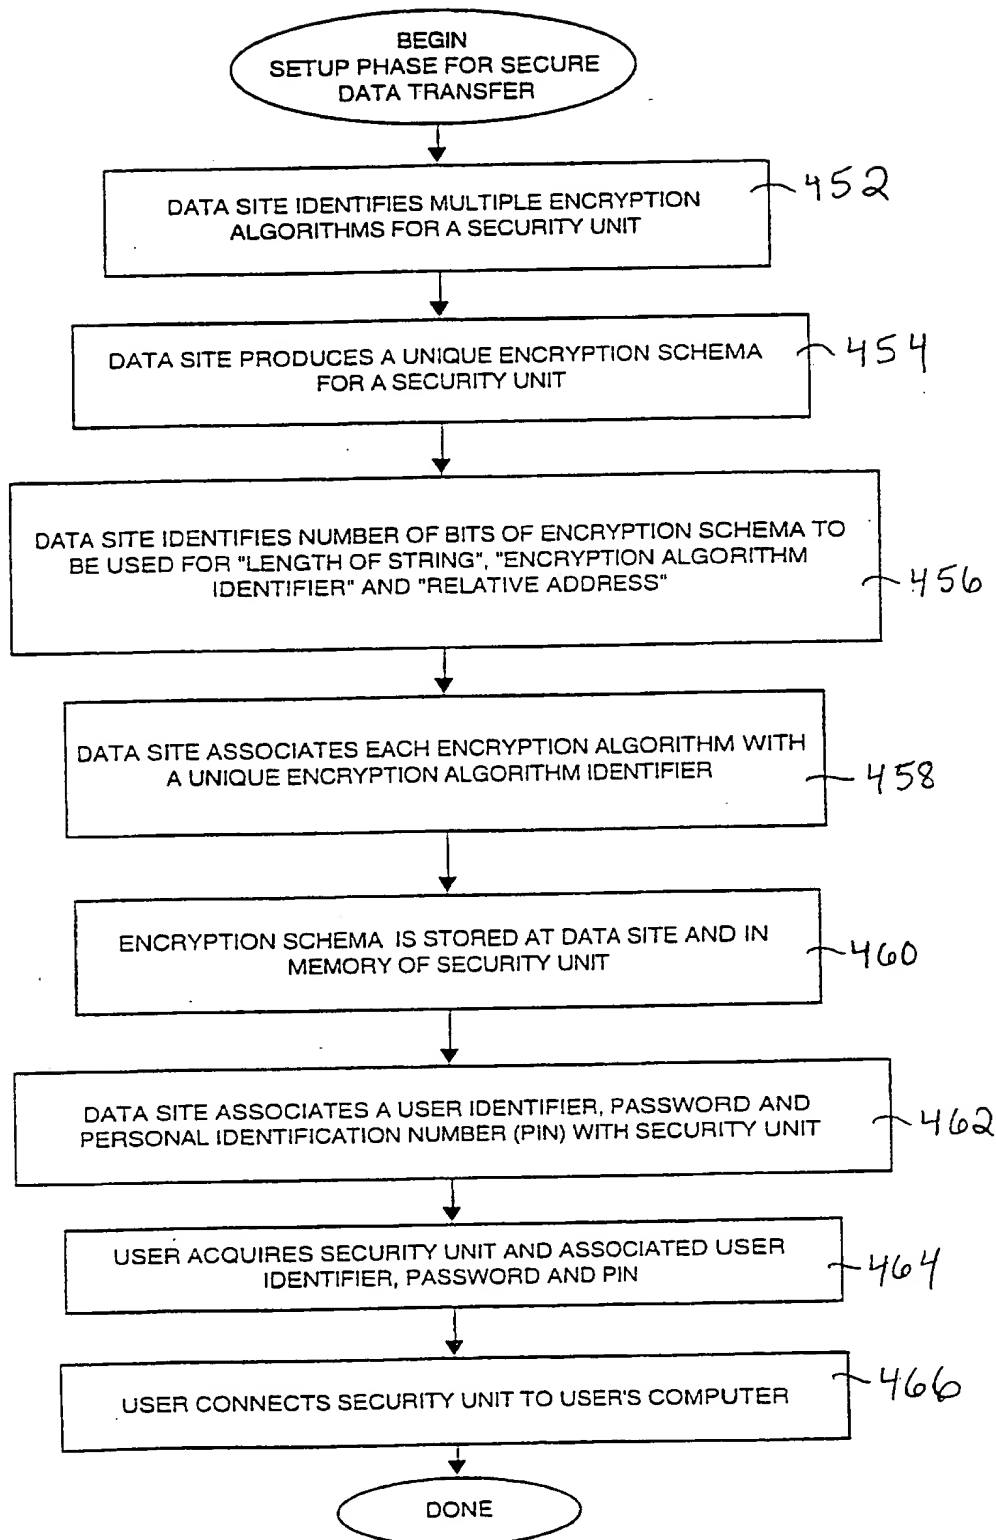 BEGIN
SETUP PHASE FOR SECURE
DATA TRANSFER
DATA SITE IDENTIFIES MULTIPLE ENCRYPTION
ALGORITHMS FOR A SECURITY UNIT
452
DATA SITE PRODUCES A UNIQUE ENCRYPTION SCHEMA
FOR A SECURITY UNIT
454
DATA SITE IDENTIFIES NUMBER OF BITS OF ENCRYPTION SCHEMA TO
BE USED FOR "LENGTH OF STRING", "ENCRYPTION ALGORITHM
IDENTIFIER" AND "RELATIVE ADDRESS"
456
DATA SITE ASSOCIATES EACH ENCRYPTION ALGORITHM WITH
A UNIQUE ENCRYPTION ALGORITHM IDENTIFIER
458
ENCRYPTION SCHEMA IS STORED AT DATA SITE AND IN
MEMORY OF SECURITY UNIT
460
DATA SITE ASSOCIATES A USER IDENTIFIER, PASSWORD AND
PERSONAL IDENTIFICATION NUMBER (PIN) WITH SECURITY UNIT
462
USER ACQUIRES SECURITY UNIT AND ASSOCIATED USER
IDENTIFIER, PASSWORD AND PIN
464
USER CONNECTS SECURITY UNIT TO USER'S COMPUTER
466
DONE